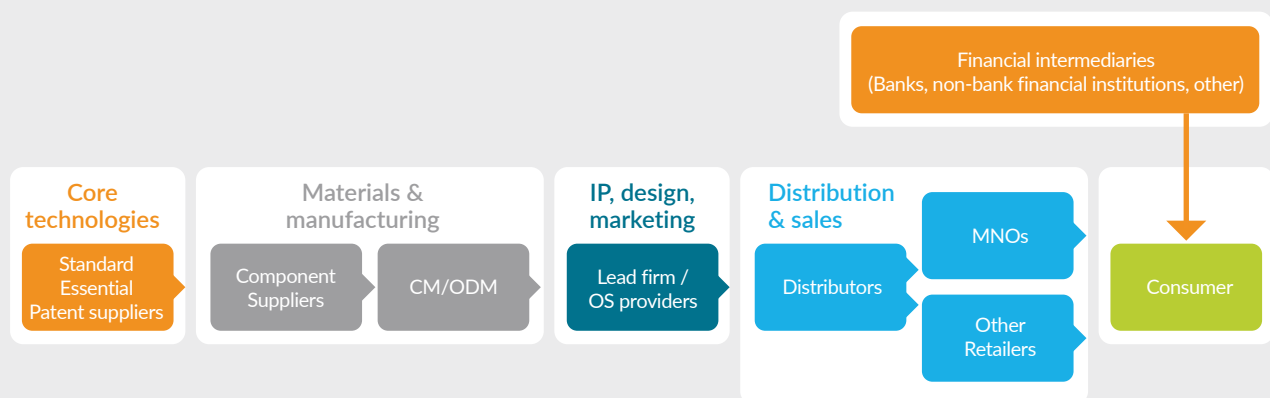 Financial intermediaries
(Banks, non-bank financial institutions, other)
Core
technologies
Standard
Essential
Patent suppliers
Materials &
manufacturing
Component
Suppliers
CM/ODM
IP, design,
marketing
Lead firm /
OS providers
Distribution
& sales
Distributors
MNOs
Other
Retailers
Consumer